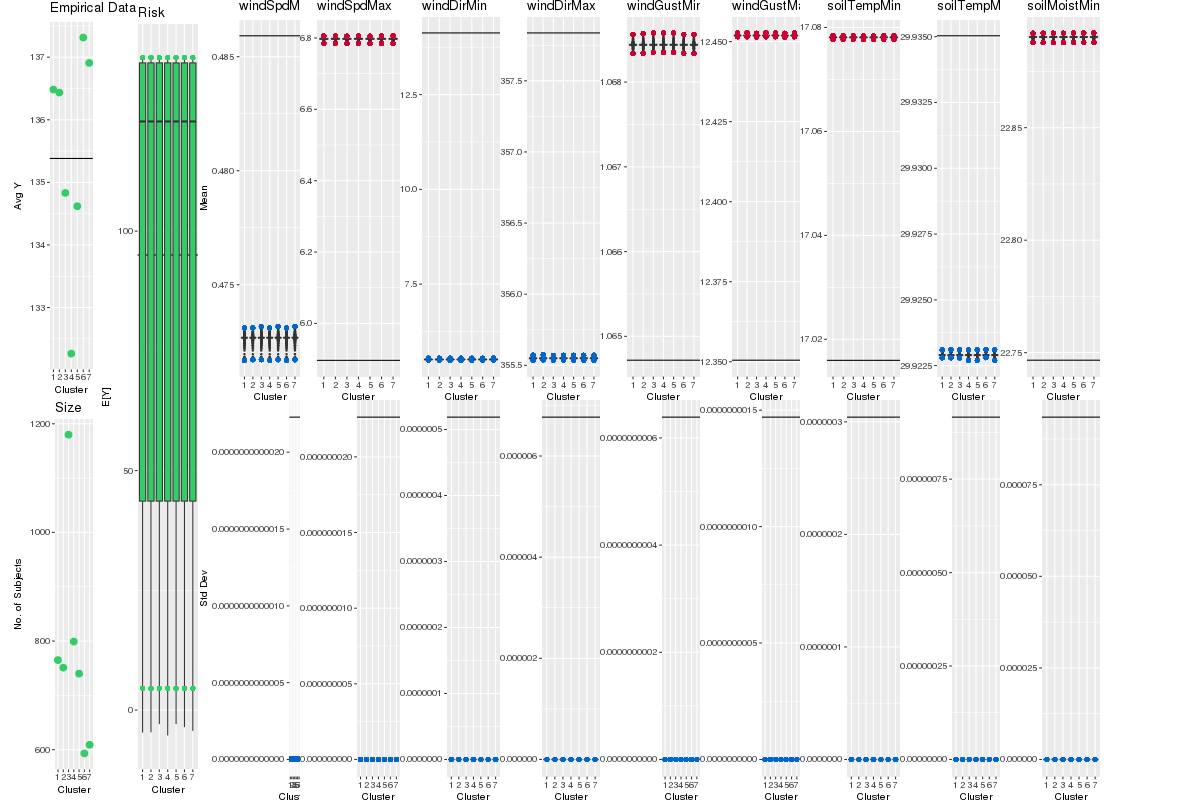 Empirical Data
Risk
windSpdM
windSpdMax
windDirMin
windDirMax
windGustMin
windGustMa
soilTempMin
soilTempM
soilMoistMin
Avg Y
137
136
135
134
133
1 2 3 4 5 6 7
Cluster
E[Y]
100
50
0
1 2 3 4 5 6 7
Cluster
Mean
0.485
0.480
0.475
1 2 3 4 5 6 7
Cluster
6.8
6.6
6.4
6.2
6.0
1 2 3 4 5 6 7
Cluster
12.5
10.0
7.5
1 2 3 4 5 6 7
Cluster
357.5
357.0
356.5
356.0
355.5
1 2 3 4 5 6 7
Cluster
1.068
1.067
1.066
1.065
1 2 3 4 5 6 7
Cluster
12.450
12.425
12.400
12.375
12.350
1 2 3 4 5 6 7
Cluster
17.08
17.06
17.04
17.02
1 2 3 4 5 6 7
Cluster
29.9350
29.9325
29.9300
29.9275
29.9250
29.9225
1 2 3 4 5 6 7
Cluster
22.85
22.80
22.75
1 2 3 4 5 6 7
Cluster
Size
No. of Subjects
1200
1000
800
600
1 2 3 4 5 6 7
Cluster
Std Dev
0.0000000000020
0.0000000000015
0.0000000000010
0.0000000000005
0.0000000000000
Clus
0.00000000020
0.00000000015
0.00000000010
0.00000000005
0.00000000000
1 2 3 4 5 6 7
Cluster
0.0000005
0.0000004
0.0000003
0.0000002
0.0000001
0.0000000
1 2 3 4 5 6 7
Cluster
0.000006
0.000004
0.000002
0.000000
1 2 3 4 5 6 7
Cluster
0.0000000006
0.0000000004
0.0000000002
0.0000000000
1 2 3 4 5 6 7
Cluster
0.000000015
0.000000010
0.000000005
0.000000000
1 2 3 4 5 6 7
Cluster
0.0000003
0.0000002
0.0000001
0.0000000
1 2 3 4 5 6 7
Cluster
0.00000075
0.00000050
0.00000025
0.00000000
1 2 3 4 5 6 7
Cluster
0.000075
0.000050
0.000025
0.000000
1 2 3 4 5 6 7
Cluster